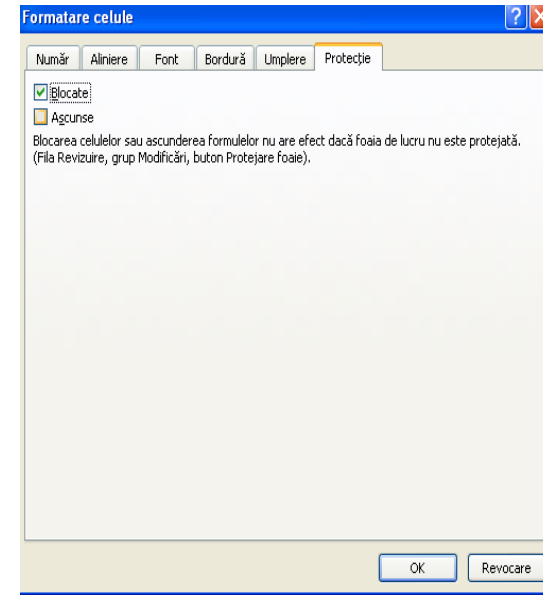 Formatare celule
Număr Aliniere Font Bordură Umplere Protecție
Blocate
Ascunse
Blocarea celulelor sau ascunderea formulelor nu are efect dacă foaia de lucru nu este protejată.
(Fila Revizuire, grup Modificări, buton Protejare foaie).
OK Revocare